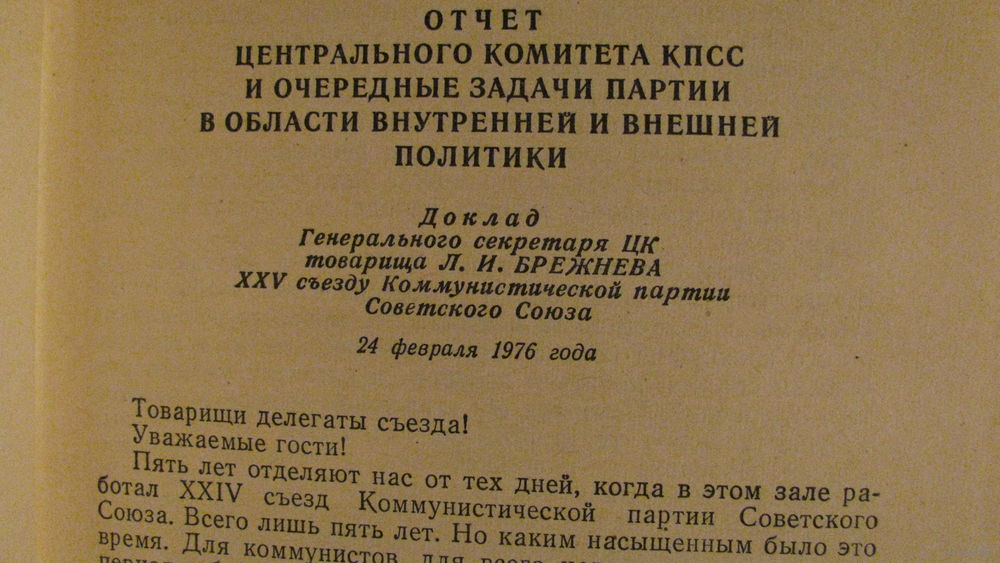 ОТЧЕТ
ЦЕНТРАЛЬНОГО КОМИТЕТА КПСС
И ОЧЕРЕДНЫЕ ЗАДАЧИ ПАРТИИ
В ОБЛАСТИ ВНУТРЕННЕЙ И ВНЕШНЕЙ
ПОЛИТИКИ
Доклад
Генерального секретаря ЦК
товарища Л. И. БРЕЖНЕВА
XXV съезду Коммунистической партии
Советского Союза
24 февраля 1976 года
Товарищи делегаты съезда!
Уважаемые гости!
Пять лет отделяют нас от тех дней, когда в этом зале ра-
ботал XXIV съезд Коммунистической партии Советского
Союза. Всего лишь пять лет. Но каким насыщенным было это
время. Для коммунистов, для всего